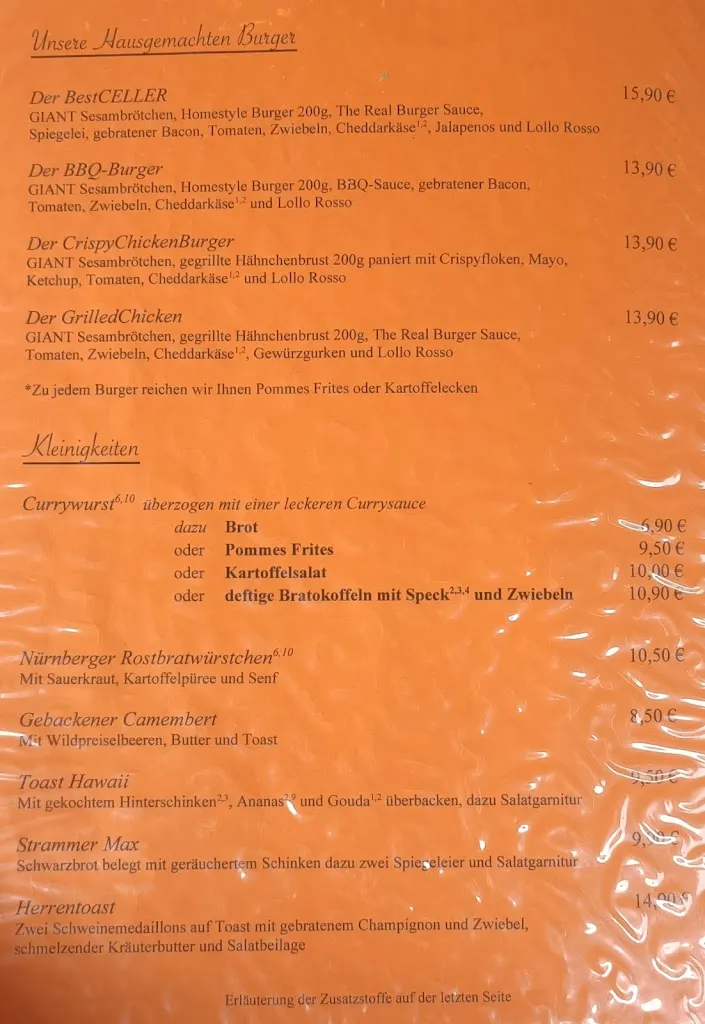 Unsere Hausgemachten Burger
Der BestCELLER 15,90 €
GIANT Sesambrötchen, Homestyle Burger 200g, The Real Burger Sauce,
Spiegelei, gebratener Bacon, Tomaten, Zwiebeln, Cheddarkäse1,2, Jalapenos und Lollo Rosso
Der BBQ-Burger 13,90 €
GIANT Sesambrötchen, Homestyle Burger 200g, BBQ-Sauce, gebratener Bacon,
Tomaten, Zwiebeln, Cheddarkäse1,2 und Lollo Rosso
Der CrispyChickenBurger 13,90 €
GIANT Sesambrötchen, gegrillte Hähnchenbrust 200g paniert mit Crispyfloken, Mayo,
Ketchup, Tomaten, Cheddarkäse1,2 und Lollo Rosso
Der GrilledChicken 13,90 €
GIANT Sesambrötchen, gegrillte Hähnchenbrust 200g, The Real Burger Sauce,
Tomaten, Zwiebeln, Cheddarkäse1,2, Gewürzgurken und Lollo Rosso
*Zu jedem Burger reichen wir Ihnen Pommes Frites oder Kartoffelecken
Kleinigkeiten
Currywurst6,10 überzogen mit einer leckeren Currysauce
dazu Brot 6,90 €
oder Pommes Frites 9,50 €
oder Kartoffelsalat 10,00 €
oder deftige Bratokoffeln mit Speck2,3,4 und Zwiebeln 10,90 €
Nürnberger Rostbratwürstchen6,10 10,50 €
Mit Sauerkraut, Kartoffelpüree und Senf
Gebackener Camembert 8,50 €
Mit Wildpreiselbeeren, Butter und Toast
Toast Hawaii 9,50 €
Mit gekochtem Hinterschinken2,3, Ananas2,9 und Gouda1,2 überbacken, dazu Salatgarnitur
Strammer Max 9,90 €
Schwarzbrot belegt mit geräuchertem Schinken dazu zwei Spiegeleier und Salatgarnitur
Herrentoast
Zwei Schweinemedaillons auf Toast mit gebratenem Champignon und Zwiebel,
schmelzender Kräuterbutter und Salatbeilage
Erläuterung der Zusatzstoffe auf der letzten Seite